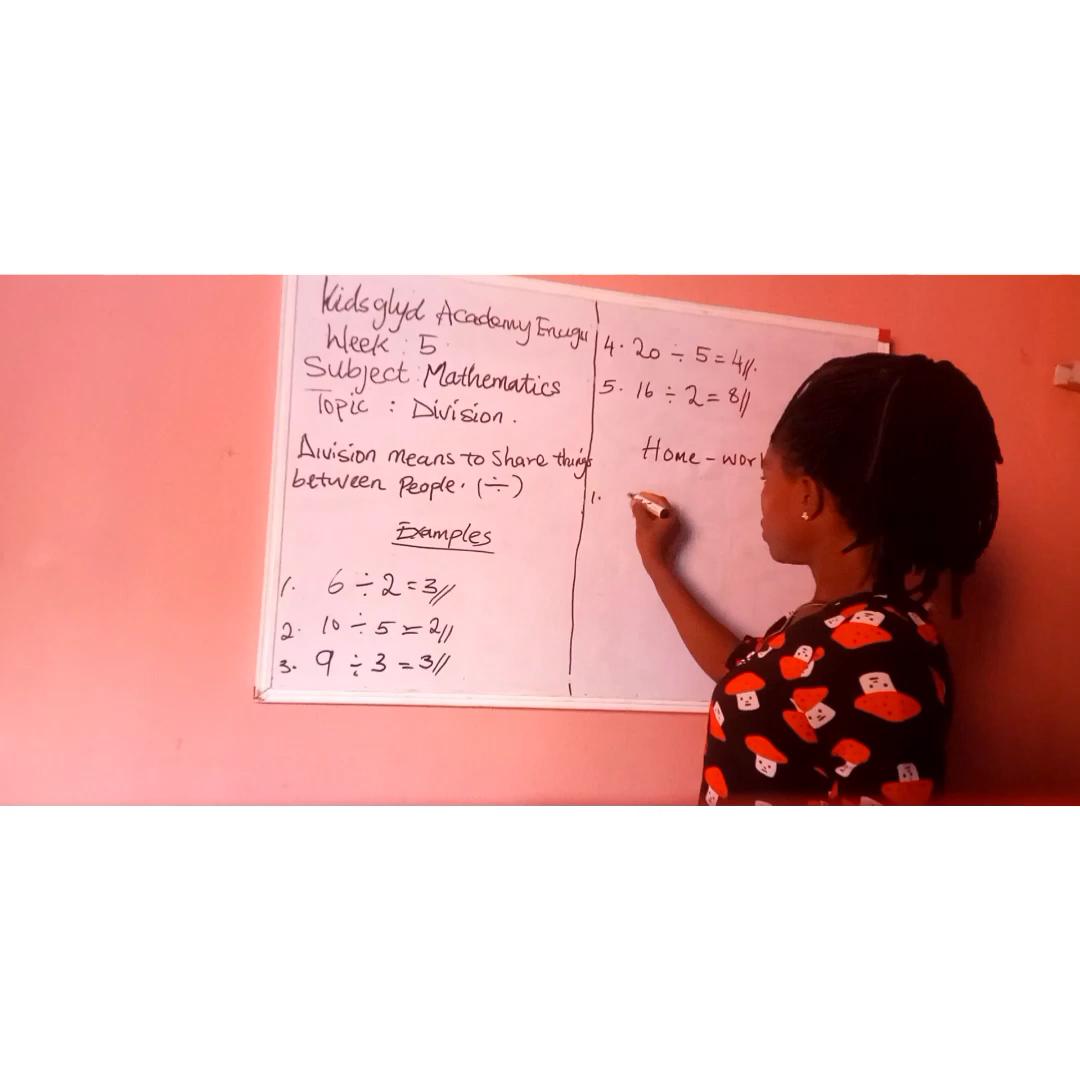 Kidsglyd Academy Enugu
Week : 5.
Subject : Mathematics
Topic : Division.
Division means to share things
between People. (÷)
Examples
1. 6 ÷ 2 = 3//
2. 10 ÷ 5 = 2//
3. 9 ÷ 3 = 3//
4. 20 ÷ 5 = 4//.
5. 16 ÷ 2 = 8//
Home-work
1.